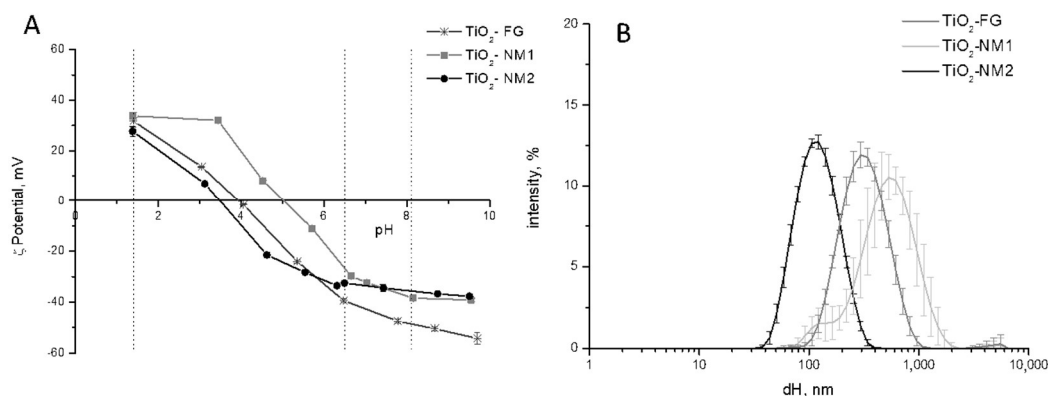 A
TiO₂- FG
TiO₂- NM1
TiO₂- NM2
60
40
20
0
-20
-40
-60
0
2
4
6
8
10
pH
ζ Potential, mV
B
TiO₂-FG
TiO₂-NM1
TiO₂-NM2
20
15
10
5
0
1
10
100
1,000
10,000
intensity, %
dH, nm